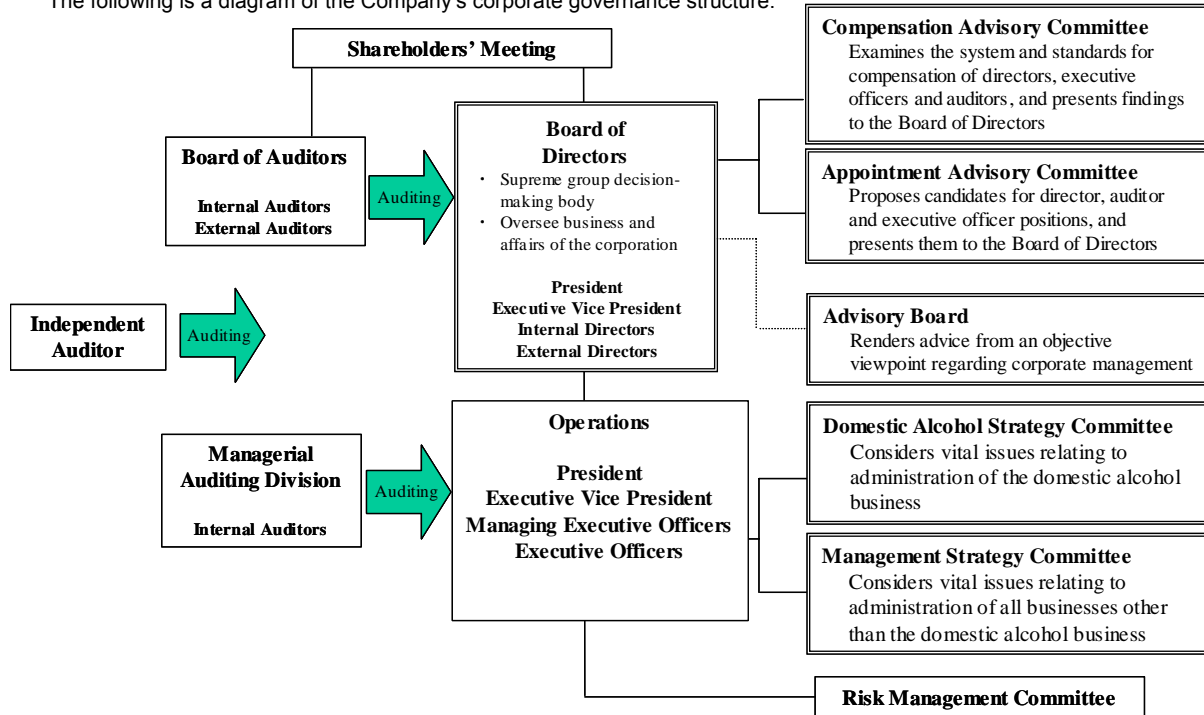 The following is a diagram of the Company's corporate governance structure.
Shareholders' Meeting
Board of Auditors
Internal Auditors
External Auditors
Auditing
Board of
Directors
・ Supreme group decision-
making body
・ Oversee business and
affairs of the corporation
President
Executive Vice President
Internal Directors
External Directors
Compensation Advisory Committee
Examines the system and standards for
compensation of directors, executive
officers and auditors, and presents findings
to the Board of Directors
Appointment Advisory Committee
Proposes candidates for director, auditor
and executive officer positions, and
presents them to the Board of Directors
Advisory Board
Renders advice from an objective
viewpoint regarding corporate management
Independent
Auditor
Auditing
Managerial
Auditing Division
Internal Auditors
Auditing
Operations
President
Executive Vice President
Managing Executive Officers
Executive Officers
Domestic Alcohol Strategy Committee
Considers vital issues relating to
administration of the domestic alcohol
business
Management Strategy Committee
Considers vital issues relating to
administration of all businesses other
than the domestic alcohol business
Risk Management Committee